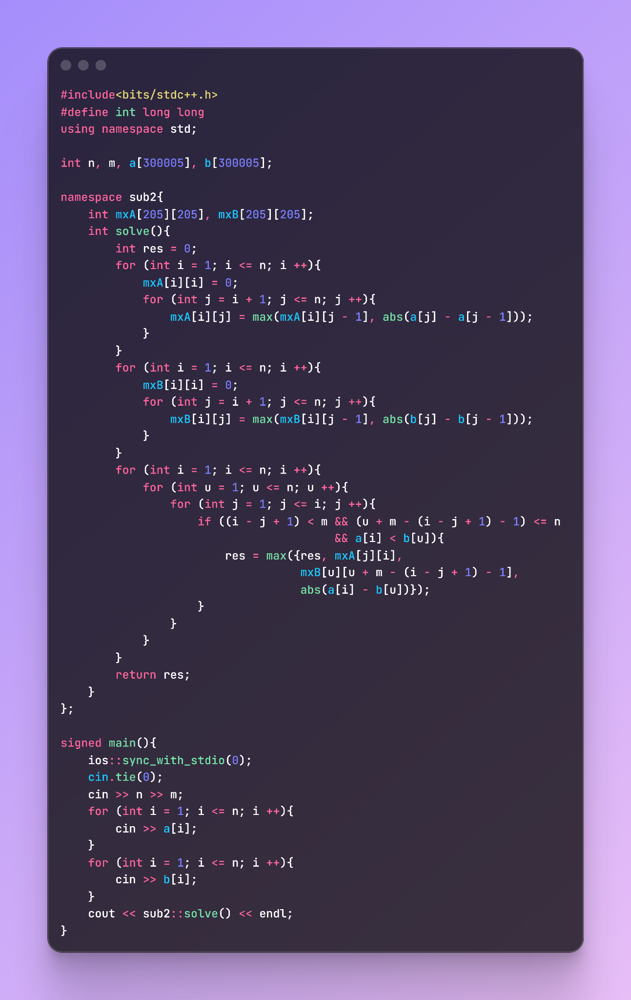 #include<bits/stdc++.h>
#define int long long
using namespace std;

int n, m, a[300005], b[300005];

namespace sub2{
    int mxA[205][205], mxB[205][205];
    int solve(){
        int res = 0;
        for (int i = 1; i <= n; i ++){
            mxA[i][i] = 0;
            for (int j = i + 1; j <= n; j ++){
                mxA[i][j] = max(mxA[i][j - 1], abs(a[j] - a[j - 1]));
            }
        }
        for (int i = 1; i <= n; i ++){
            mxB[i][i] = 0;
            for (int j = i + 1; j <= n; j ++){
                mxB[i][j] = max(mxB[i][j - 1], abs(b[j] - b[j - 1]));
            }
        }
        for (int i = 1; i <= n; i ++){
            for (int u = 1; u <= n; u ++){
                for (int j = 1; j <= i; j ++){
                    if ((i - j + 1) < m && (u + m - (i - j + 1) - 1) <= n
                                        && a[i] < b[u]){
                        res = max({res, mxA[j][i],
                                   mxB[u][u + m - (i - j + 1) - 1],
                                   abs(a[i] - b[u])});
                    }
                }
            }
        }
        return res;
    }
};

signed main(){
    ios::sync_with_stdio(0);
    cin.tie(0);
    cin >> n >> m;
    for (int i = 1; i <= n; i ++){
        cin >> a[i];
    }
    for (int i = 1; i <= n; i ++){
        cin >> b[i];
    }
    cout << sub2::solve() << endl;
}